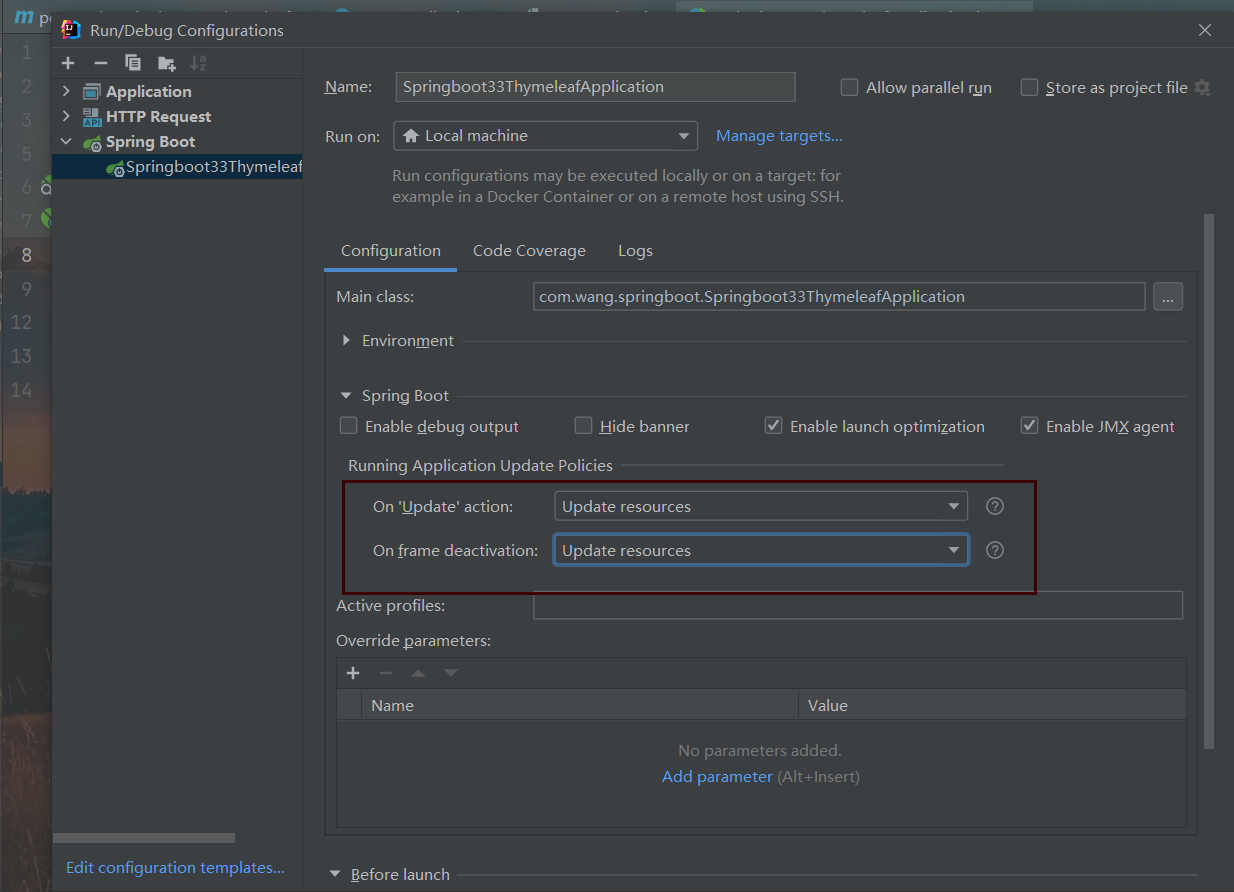 Run/Debug Configurations
Application
HTTP Request
Spring Boot
Springboot33Thymeleaf
Edit configuration templates...
Name: Springboot33ThymeleafApplication
Allow parallel run
Store as project file
Run on: Local machine
Manage targets...
Run configurations may be executed locally or on a target: for
example in a Docker Container or on a remote host using SSH.
Configuration Code Coverage Logs
Main class: com.wang.springboot.Springboot33ThymeleafApplication ...
Environment
Spring Boot
Enable debug output Hide banner Enable launch optimization Enable JMX agent
Running Application Update Policies
On 'Update' action: Update resources ?
On frame deactivation: Update resources ?
Active profiles:
Override parameters:
Name Value
No parameters added.
Add parameter (Alt+Insert)
Before launch
m
1
2
3
4
5
6
7
8
9
12
13
14